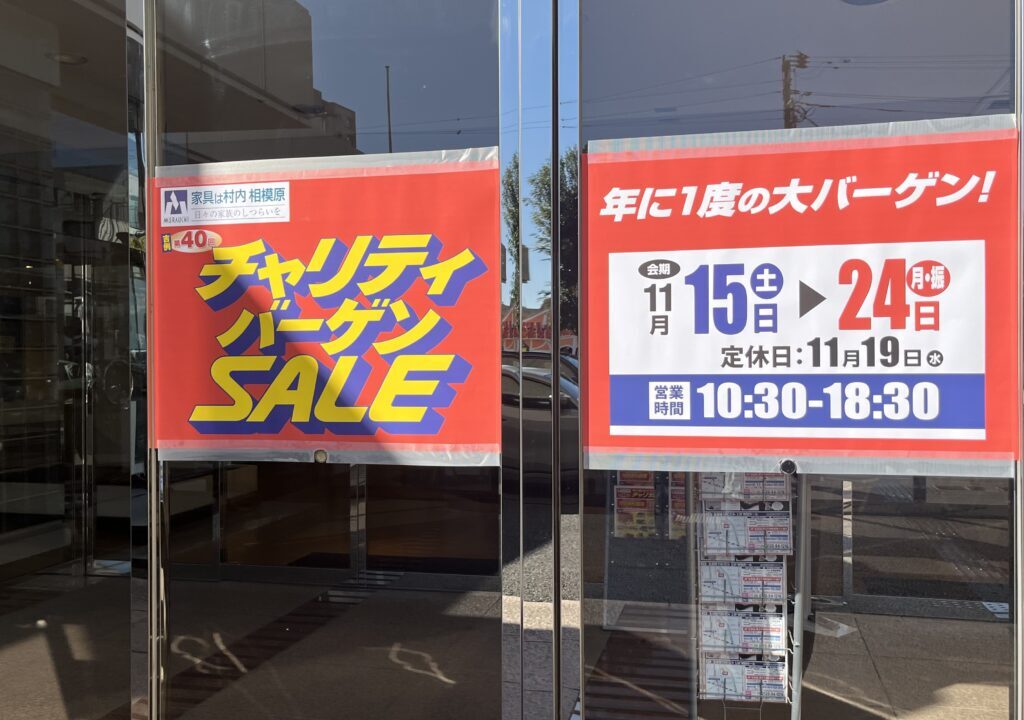 MURAUCHI
家具は村内 相模原
日々の家族のしつらいを
恒例
第40回
チャリティ
バーゲン
SALE
年に1度の大バーゲン!
会期
11月15日土▶24日月・振
定休日:11月19日水
営業時間 10:30-18:30